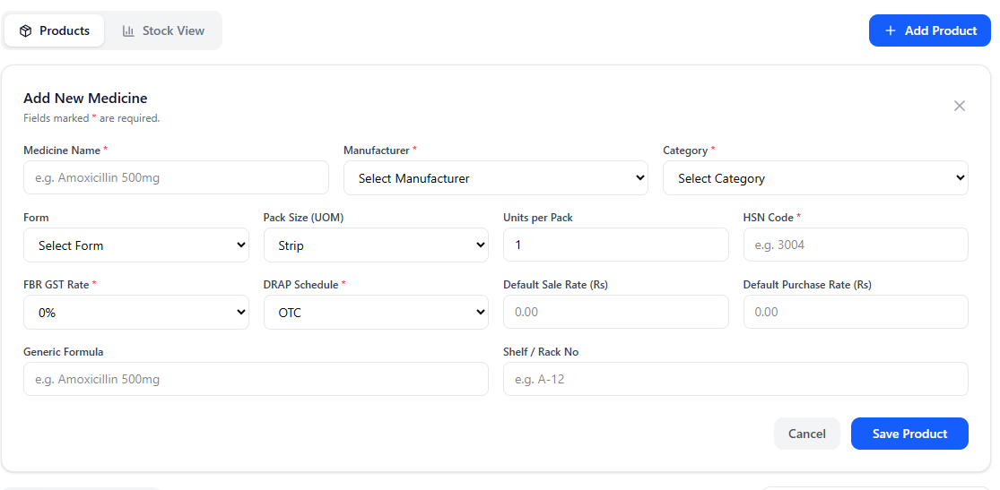 Products Stock View + Add Product
Add New Medicine
Fields marked * are required.
Medicine Name * Manufacturer * Category *
e.g. Amoxicillin 500mg Select Manufacturer Select Category
Form Pack Size (UOM) Units per Pack HSN Code *
Select Form Strip 1 e.g. 3004
FBR GST Rate * DRAP Schedule * Default Sale Rate (Rs) Default Purchase Rate (Rs)
0% OTC 0.00 0.00
Generic Formula Shelf / Rack No
e.g. Amoxicillin 500mg e.g. A-12
Cancel Save Product